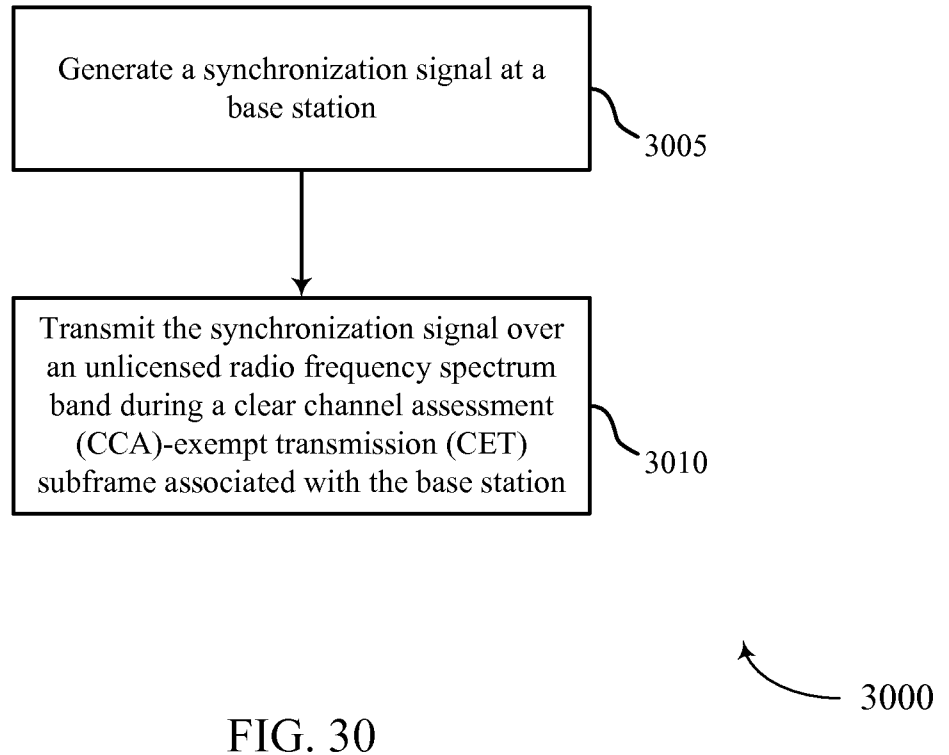 Generate a synchronization signal at a
base station
3005
Transmit the synchronization signal over
an unlicensed radio frequency spectrum
band during a clear channel assessment
(CCA)-exempt transmission (CET)
subframe associated with the base station
3010
3000
FIG. 30